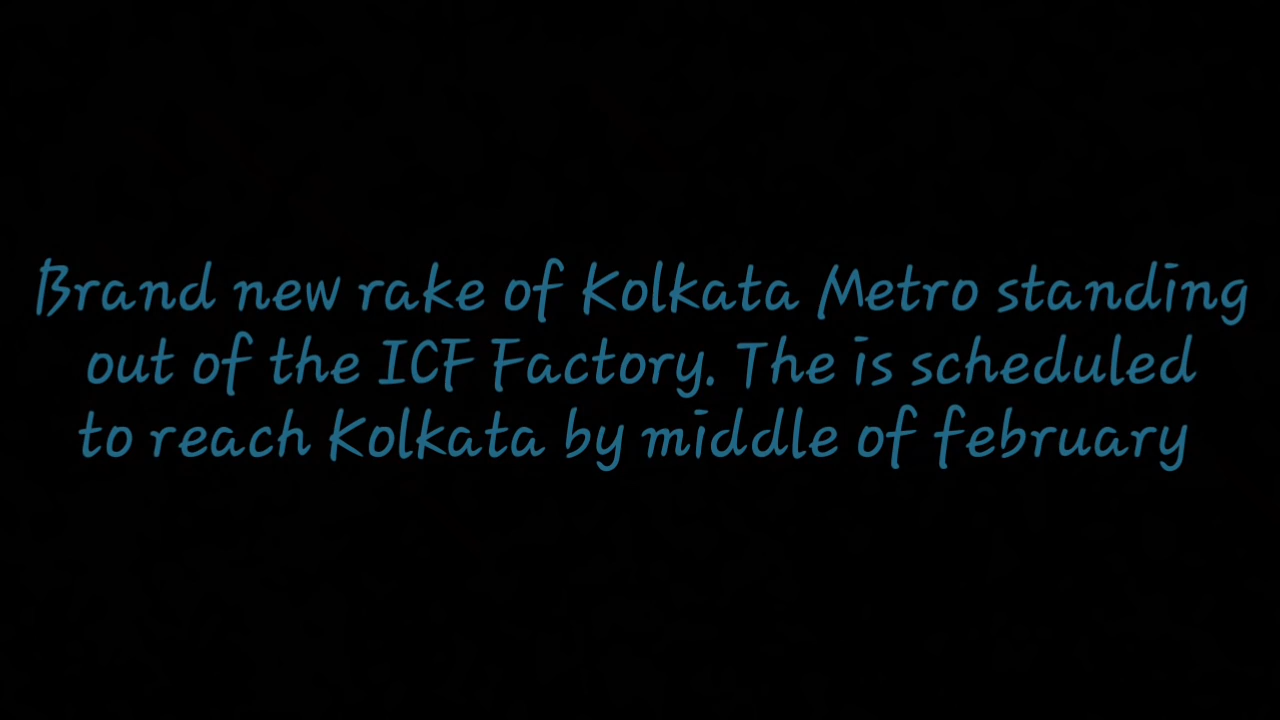 Brand new rake of Kolkata Metro standing
out of the ICF Factory. The is scheduled
to reach Kolkata by middle of february